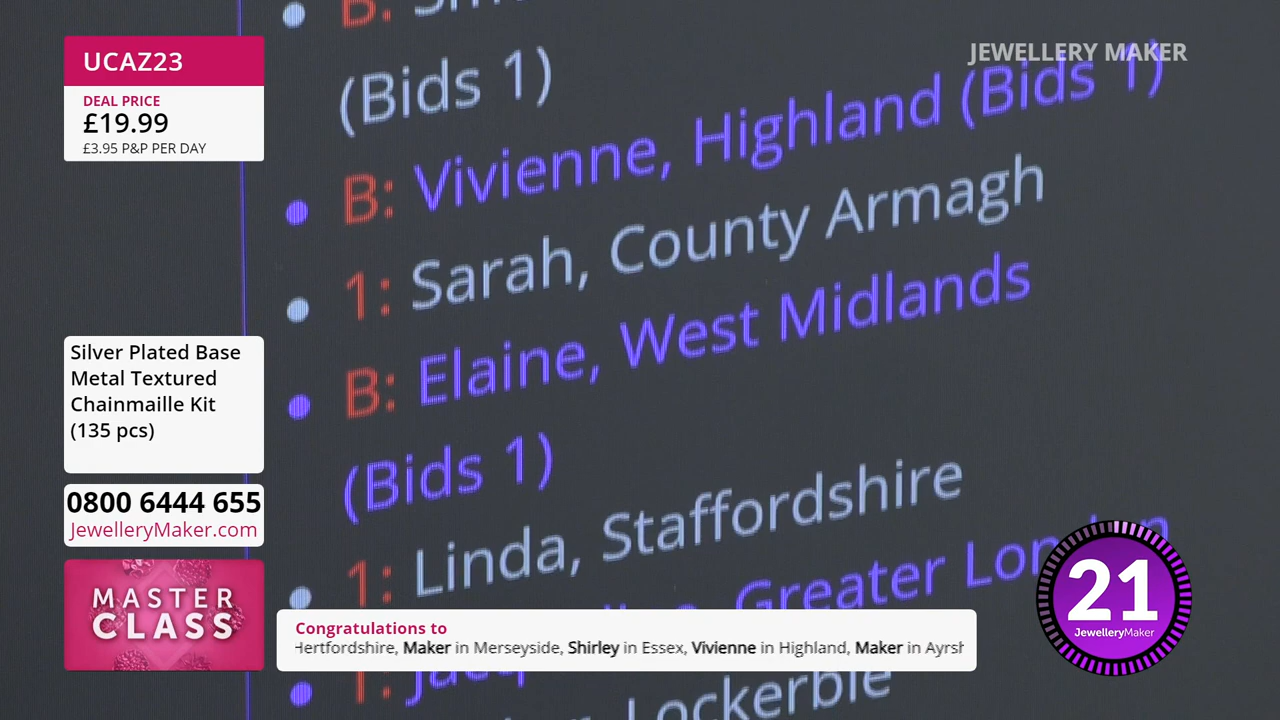 UCAZ23
DEAL PRICE
£19.99
£3.95 P&P PER DAY
Silver Plated Base
Metal Textured
Chainmaille Kit
(135 pcs)
0800 6444 655
JewelleryMaker.com
MASTER
CLASS
JEWELLERY MAKER
B:
(Bids 1)
B: Vivienne, Highland (Bids 1)
1: Sarah, County Armagh
B: Elaine, West Midlands
(Bids 1)
1: Linda, Staffordshire
Greater London
1:
Lockerbie
Congratulations to
Hertfordshire, Maker in Merseyside, Shirley in Essex, Vivienne in Highland, Maker in Ayrsh
21
JewelleryMaker